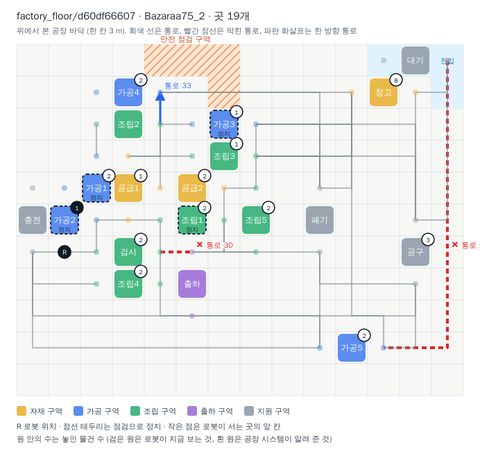 factory_floor/d60df66607 · Bazaraa75_2 · 곳 19개
위에서 본 공장 바닥 (한 칸 3 m). 회색 선은 통로, 빨간 점선은 막힌 통로, 파란 화살표는 한 방향 통로
안전 점검 구역
대기
가공4
2
통로 33
창고
8
조립2
가공3
1
정지
조립3
1
가공1
2
정지
공급1
1
가공2
2
충전
가공2
1
정지
조립1
2
정지
조립5
2
폐기
R
검사
2
✕ 통로 30
공구
3
✕ 통로
조립4
2
출하
가공5
2
자재 구역
가공 구역
조립 구역
출하 구역
지원 구역
R 로봇 위치 · 점선 테두리는 점검으로 정지 · 작은 점은 로봇이 서는 곳의 앞 칸
원 안의 수는 놓인 물건 수 (검은 원은 로봇이 지금 보는 것, 흰 원은 공장 시스템이 알려 준 것)